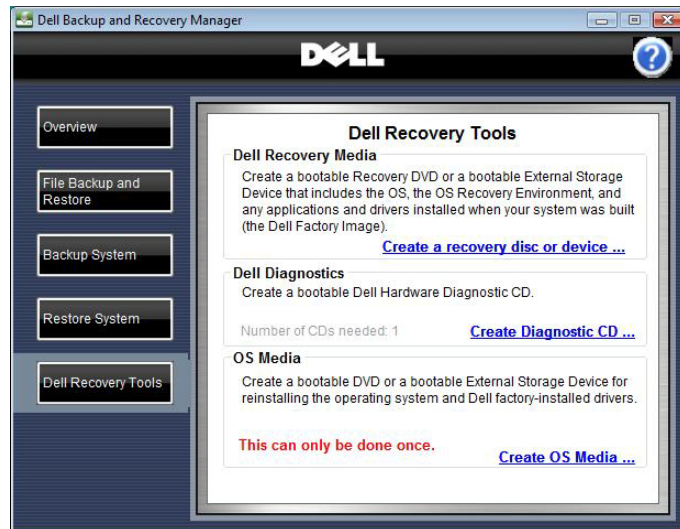 Dell Backup and Recovery Manager
DELL
?
Overview
File Backup and
Restore
Backup System
Restore System
Dell Recovery Tools
Dell Recovery Tools
Dell Recovery Media
Create a bootable Recovery DVD or a bootable External Storage
Device that includes the OS, the OS Recovery Environment, and
any applications and drivers installed when your system was built
(the Dell Factory Image).
Create a recovery disc or device ...
Dell Diagnostics
Create a bootable Dell Hardware Diagnostic CD.
Number of CDs needed: 1
Create Diagnostic CD ...
OS Media
Create a bootable DVD or a bootable External Storage Device for
reinstalling the operating system and Dell factory-installed drivers.
This can only be done once.
Create OS Media ...